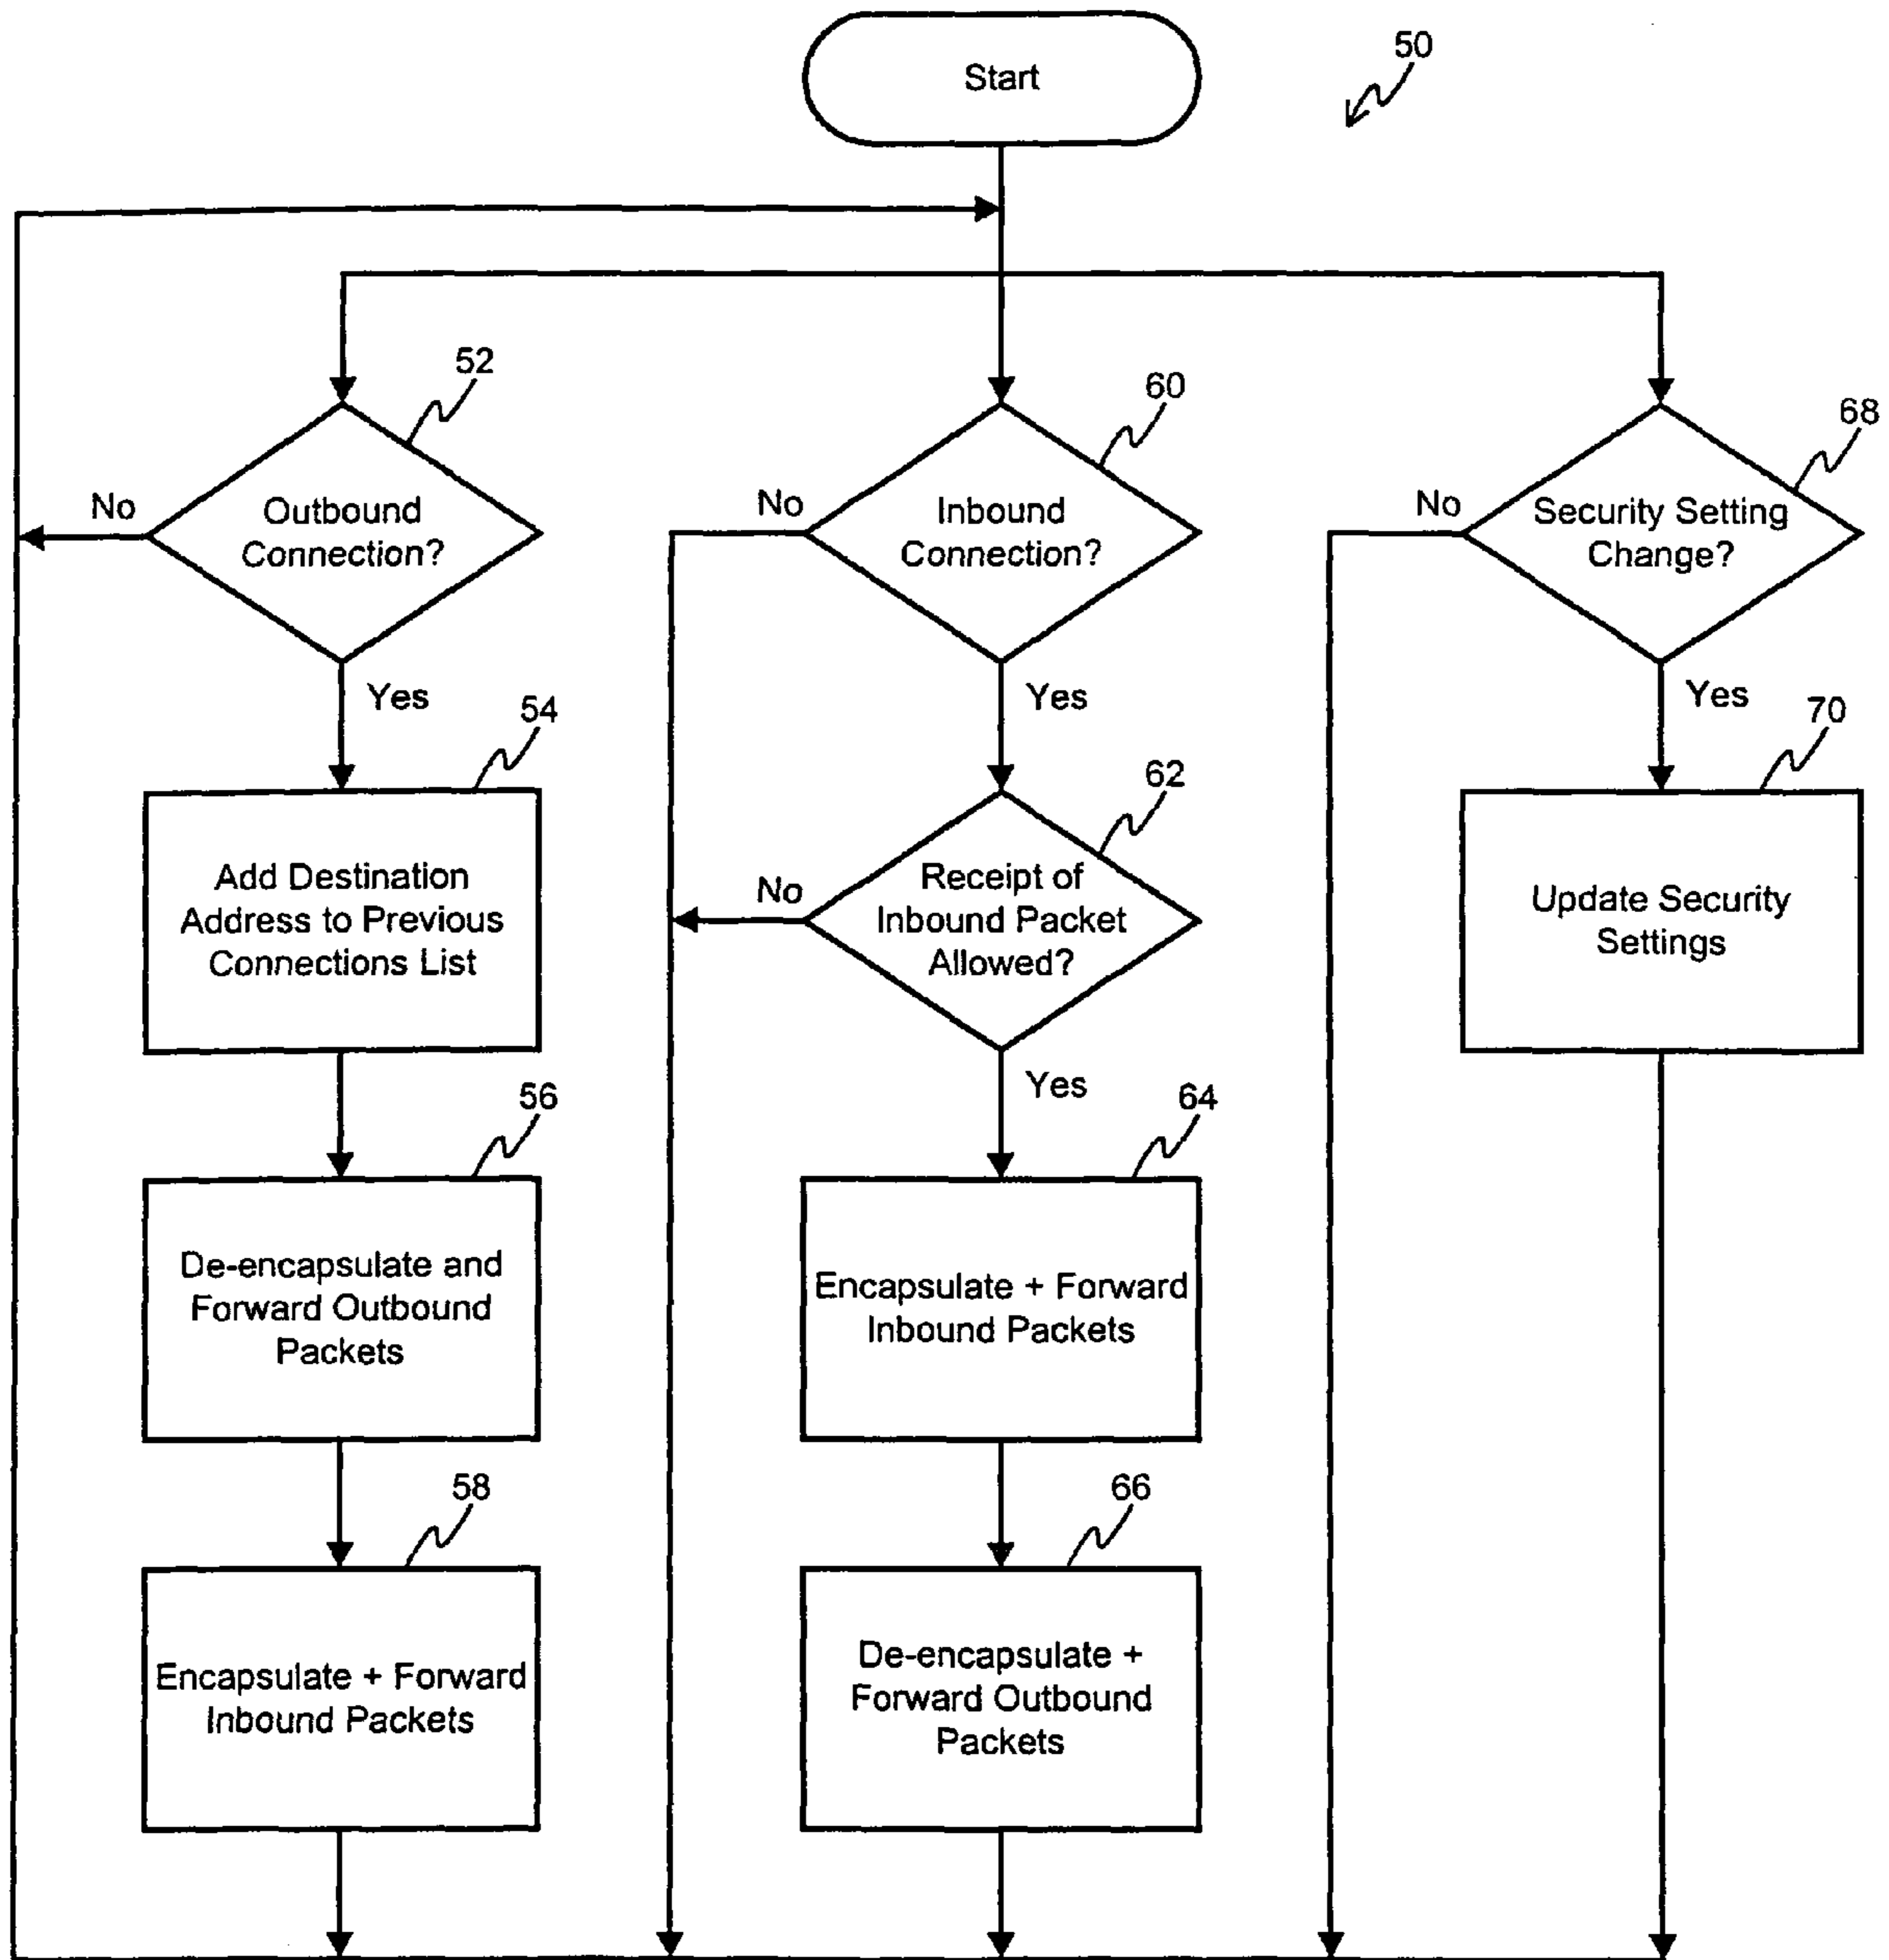 Start
50
52
60
68
No
Outbound
Connection?
No
Inbound
Connection?
No
Security Setting
Change?
Yes
Yes
Yes
54
62
70
Add Destination
Address to Previous
Connections List
No
Receipt of
Inbound Packet
Allowed?
Update Security
Settings
Yes
56
64
De-encapsulate and
Forward Outbound
Packets
Encapsulate + Forward
Inbound Packets
58
66
Encapsulate + Forward
Inbound Packets
De-encapsulate +
Forward Outbound
Packets